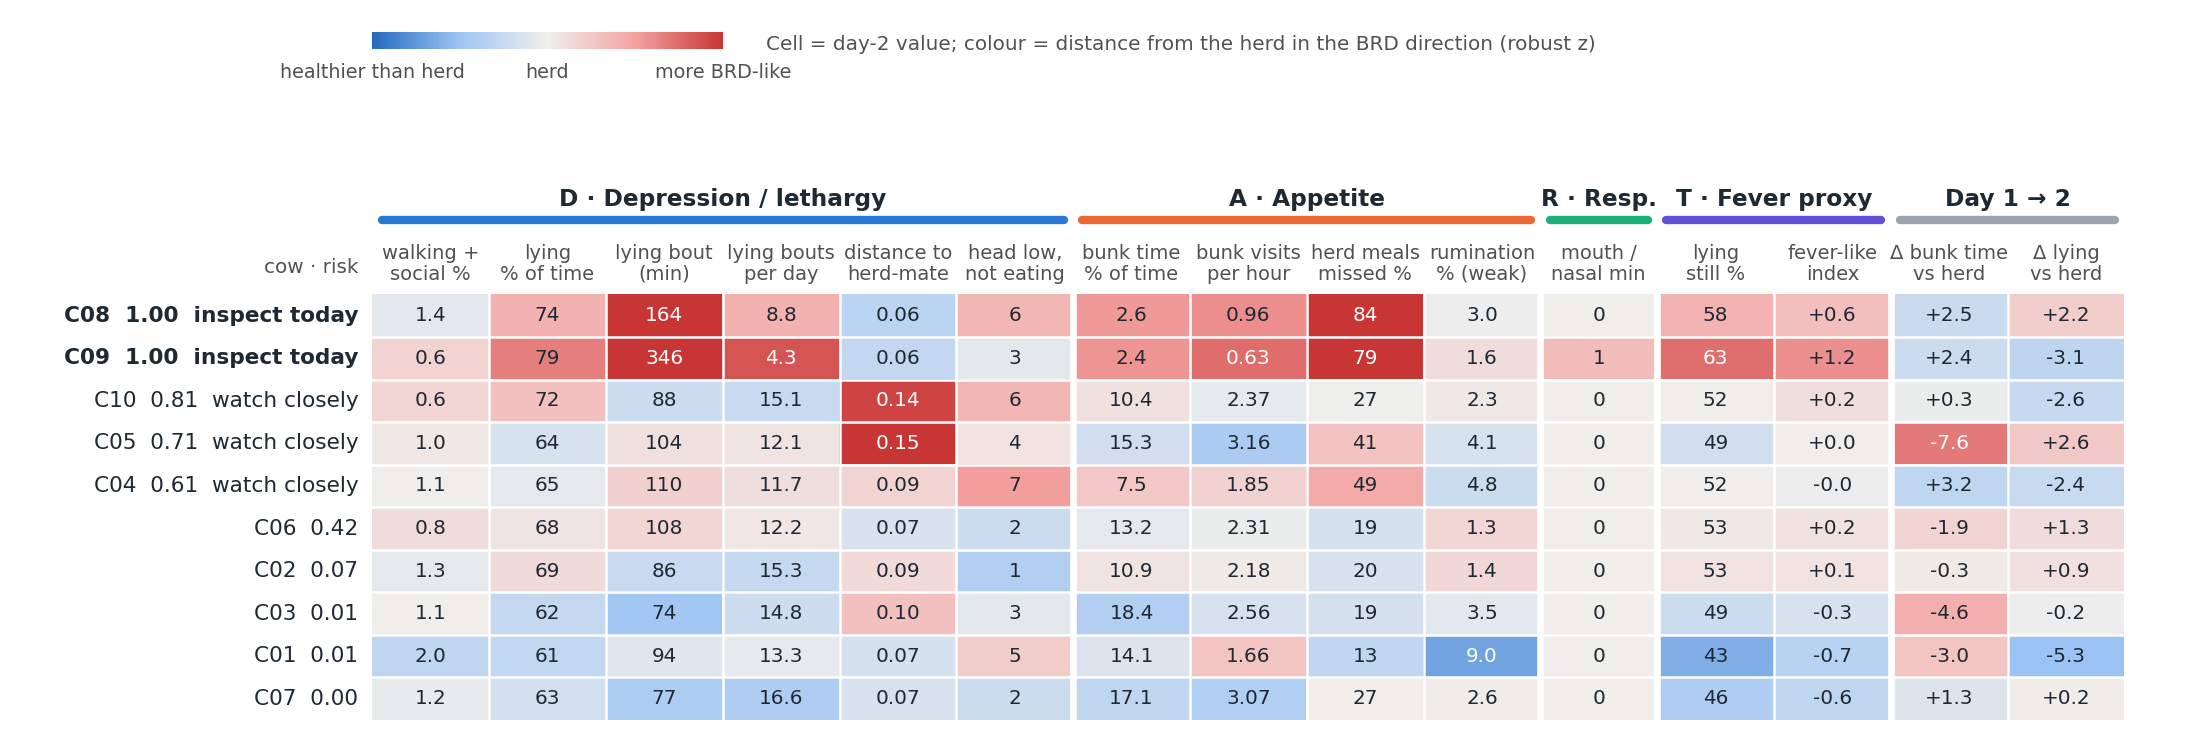 Cell = day-2 value; colour = distance from the herd in the BRD direction (robust z)
healthier than herd herd more BRD-like
D · Depression / lethargy A · Appetite R · Resp. T · Fever proxy Day 1 → 2
walking + lying lying bout lying bouts distance to head low, bunk time bunk visits herd meals rumination mouth / lying fever-like Δ bunk time Δ lying
cow · risk social % % of time (min) per day herd-mate not eating % of time per hour missed % % (weak) nasal min still % index vs herd vs herd
C08 1.00 inspect today 1.4 74 164 8.8 0.06 6 2.6 0.96 84 3.0 0 58 +0.6 +2.5 +2.2
C09 1.00 inspect today 0.6 79 346 4.3 0.06 3 2.4 0.63 79 1.6 1 63 +1.2 +2.4 -3.1
C10 0.81 watch closely 0.6 72 88 15.1 0.14 6 10.4 2.37 27 2.3 0 52 +0.2 +0.3 -2.6
C05 0.71 watch closely 1.0 64 104 12.1 0.15 4 15.3 3.16 41 4.1 0 49 +0.0 -7.6 +2.6
C04 0.61 watch closely 1.1 65 110 11.7 0.09 7 7.5 1.85 49 4.8 0 52 -0.0 +3.2 -2.4
C06 0.42 0.8 68 108 12.2 0.07 2 13.2 2.31 19 1.3 0 53 +0.2 -1.9 +1.3
C02 0.07 1.3 69 86 15.3 0.09 1 10.9 2.18 20 1.4 0 53 +0.1 -0.3 +0.9
C03 0.01 1.1 62 74 14.8 0.10 3 18.4 2.56 19 3.5 0 49 -0.3 -4.6 -0.2
C01 0.01 2.0 61 94 13.3 0.07 5 14.1 1.66 13 9.0 0 43 -0.7 -3.0 -5.3
C07 0.00 1.2 63 77 16.6 0.07 2 17.1 3.07 27 2.6 0 46 -0.6 +1.3 +0.2